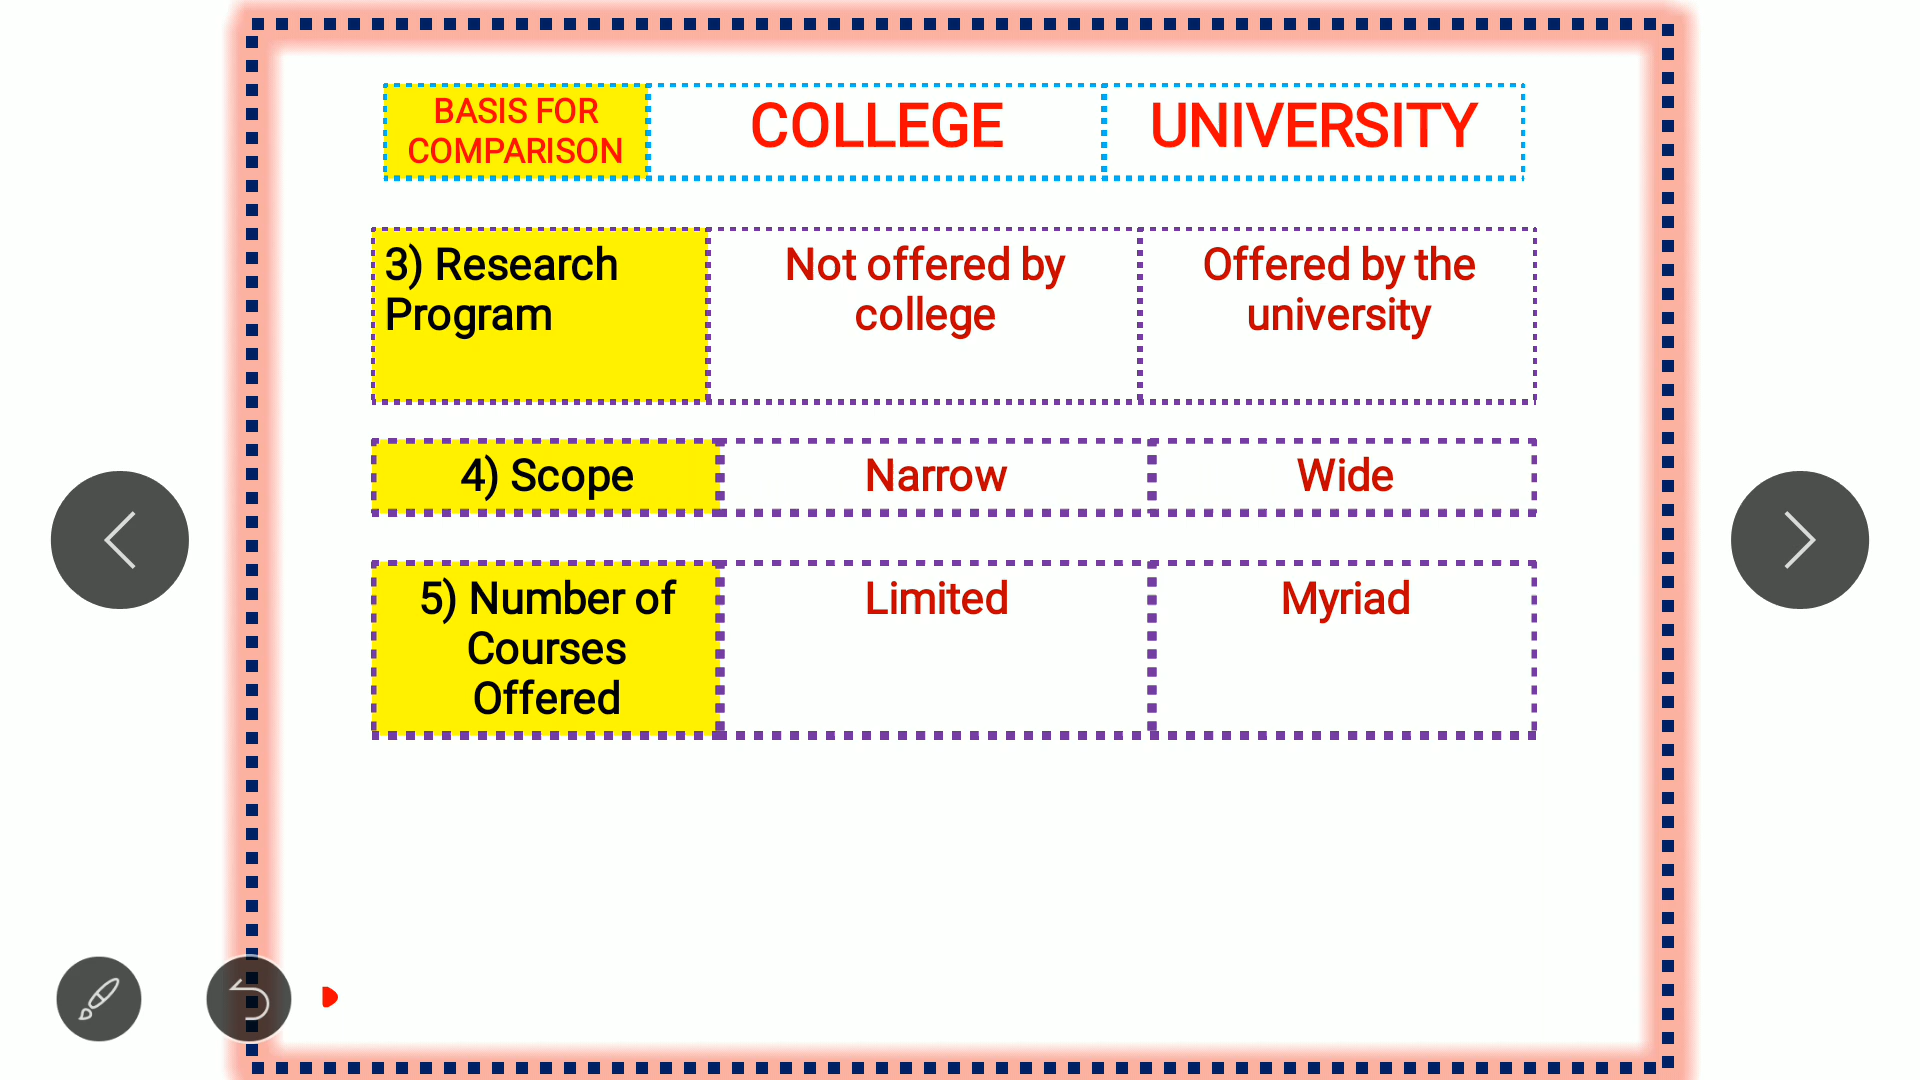 BASIS FOR
COMPARISON
COLLEGE
UNIVERSITY
3) Research
Program
Not offered by
college
Offered by the
university
4) Scope
Narrow
Wide
5) Number of
Courses
Offered
Limited
Myriad